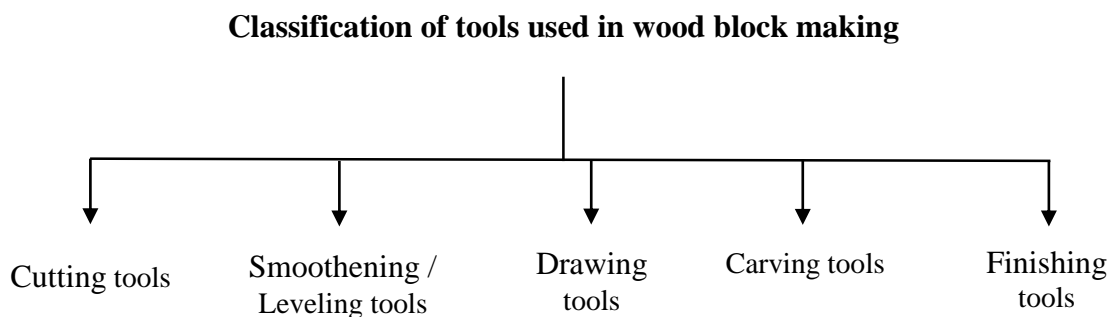 Classification of tools used in wood block making
Cutting tools
Smoothening /
Leveling tools
Drawing
tools
Carving tools
Finishing
tools